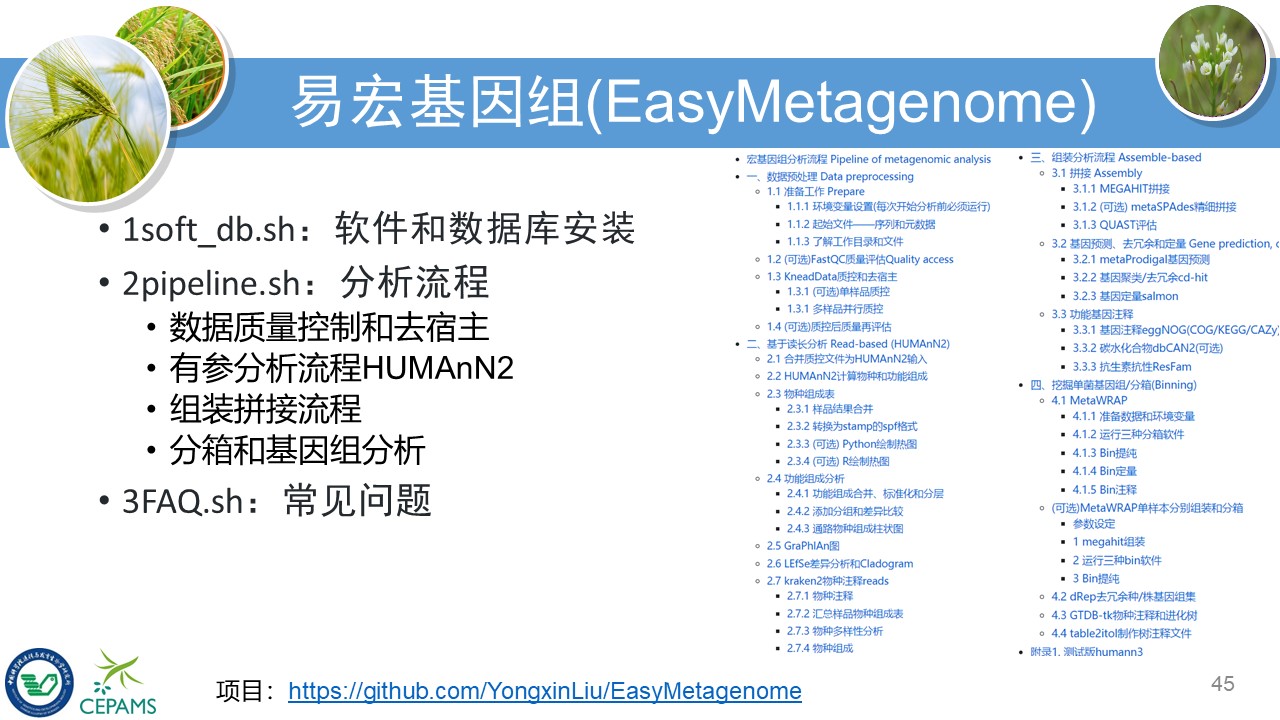 易宏基因组(EasyMetagenome)
• 1soft_db.sh：软件和数据库安装
• 2pipeline.sh：分析流程
• 数据质量控制和去宿主
• 有参分析流程HUMAnN2
• 组装拼接流程
• 分箱和基因组分析
• 3FAQ.sh：常见问题
宏基因组分析流程 Pipeline of metagenomic analysis
一、数据预处理 Data preprocessing
1.1 准备工作 Prepare
1.1.1 环境变量设置(每次开始分析前必须运行)
1.1.2 起始文件——序列和元数据
1.1.3 了解工作目录和文件
1.2 (可选)FastQC质量评估Quality access
1.3 KneadData质控和去宿主
1.3.1 (可选)单样品质控
1.3.1 多样品并行质控
1.4 (可选)质控后质量再评估
二、基于读长分析 Read-based (HUMAnN2)
2.1 合并质控文件为HUMAnN2输入
2.2 HUMAnN2计算物种和功能组成
2.3 物种组成表
2.3.1 样品结果合并
2.3.2 转换为stamp的spf格式
2.3.3 (可选) Python绘制热图
2.3.4 (可选) R绘制热图
2.4 功能组成分析
2.4.1 功能组成合并、标准化和分层
2.4.2 添加分组和差异比较
2.4.3 通路物种组成柱状图
2.5 GraPhlAn图
2.6 LEfSe差异分析和Cladogram
2.7 kraken2物种注释reads
2.7.1 物种注释
2.7.2 汇总样品物种组成表
2.7.3 物种多样性分析
2.7.4 物种组成
三、组装分析流程 Assemble-based
3.1 拼接 Assembly
3.1.1 MEGAHIT拼接
3.1.2 (可选) metaSPAdes精细拼接
3.1.3 QUAST评估
3.2 基因预测、去冗余和定量 Gene prediction, c
3.2.1 metaProdigal基因预测
3.2.2 基因聚类/去冗余cd-hit
3.2.3 基因定量salmon
3.3 功能基因注释
3.3.1 基因注释eggNOG(COG/KEGG/CAZy)
3.3.2 碳水化合物dbCAN2(可选)
3.3.3 抗生素抗性ResFam
四、挖掘单菌基因组/分箱(Binning)
4.1 MetaWRAP
4.1.1 准备数据和环境变量
4.1.2 运行三种分箱软件
4.1.3 Bin提纯
4.1.4 Bin定量
4.1.5 Bin注释
(可选)MetaWRAP单样本分别组装和分箱
参数设定
1 megahit组装
2 运行三种bin软件
3 Bin提纯
4.2 dRep去冗余种/株基因组集
4.3 GTDB-tk物种注释和进化树
4.4 table2itol制作树注释文件
附录1. 测试版humann3
CEPAMS
项目：https://github.com/YongxinLiu/EasyMetagenome
45